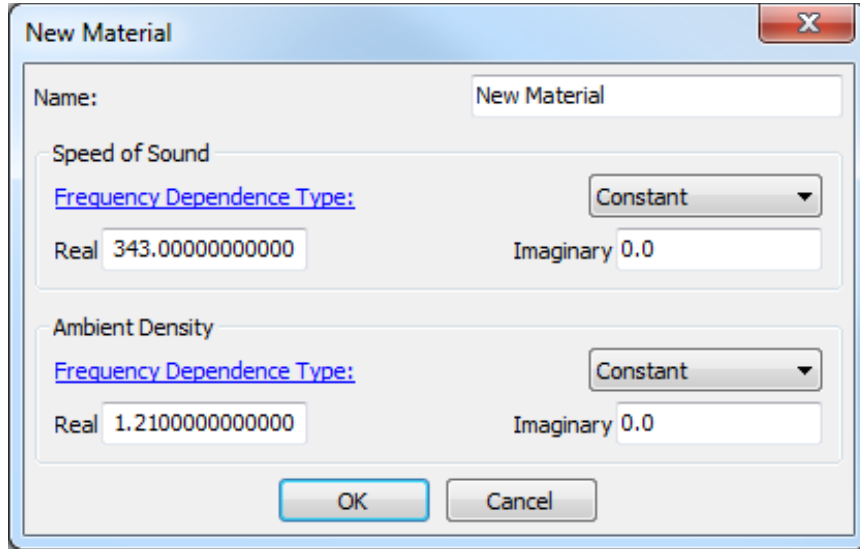 New Material
Name: New Material
Speed of Sound
Frequency Dependence Type: Constant
Real 343.00000000000 Imaginary 0.0
Ambient Density
Frequency Dependence Type: Constant
Real 1.2100000000000 Imaginary 0.0
OK Cancel